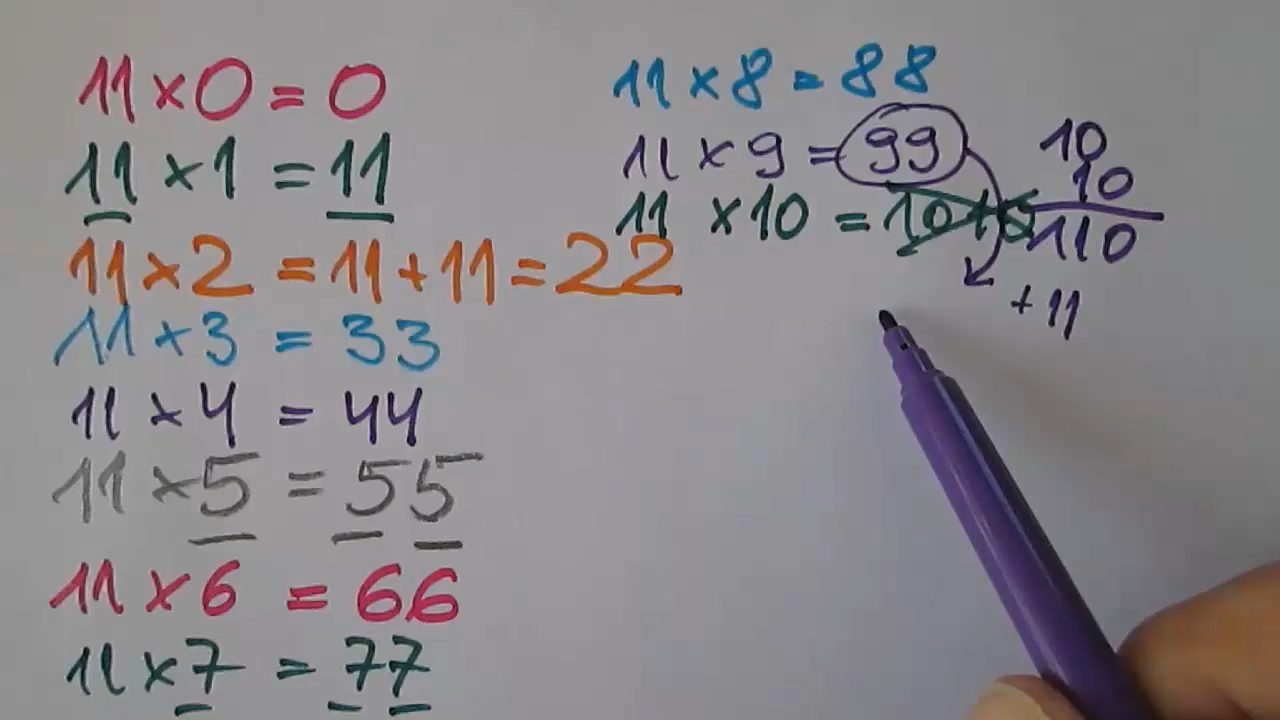 11 × 0 = 0
11 × 1 = 11
11 × 2 = 11 + 11 = 22
11 × 3 = 33
11 × 4 = 44
11 × 5 = 55
11 × 6 = 66
11 × 7 = 77
11 × 8 = 88
11 × 9 = 99
11 × 10 = 1010
10
10
110
+ 11